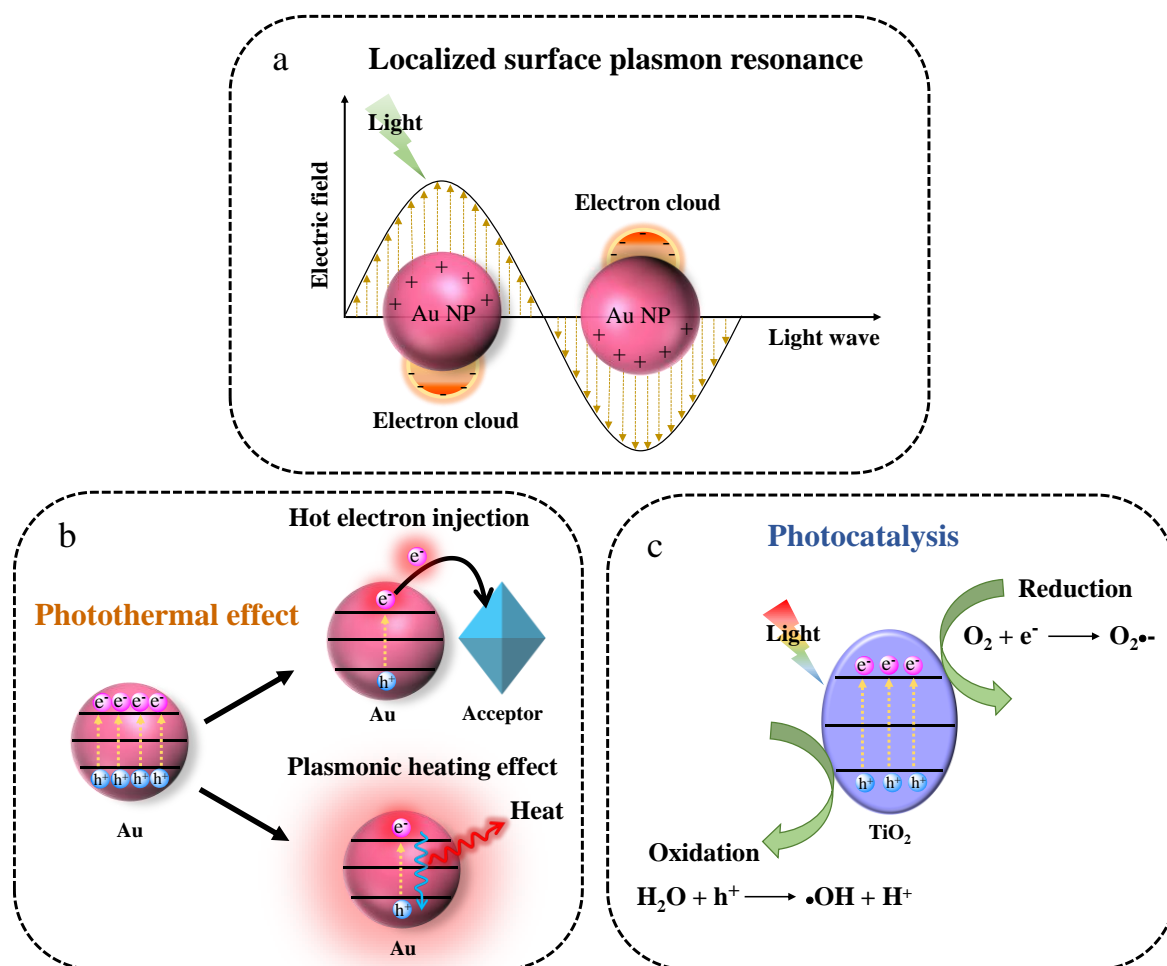 a
Localized surface plasmon resonance
Light
Electric field
Electron cloud
+ + + + + + +
Au NP
- - - - - - -
Electron cloud
- - - - - - -
Au NP
+ + + + + +
Light wave
b
Photothermal effect
Hot electron injection
e-
e-
h+
Au
Acceptor
e- e- e- e-
h+ h+ h+ h+
Au
Plasmonic heating effect
Heat
e-
h+
Au
c
Photocatalysis
Light
Reduction
O₂ + e⁻ ⟶ O₂•-
e- e- e-
h+ h+ h+
TiO₂
Oxidation
H₂O + h⁺ ⟶ •OH + H⁺